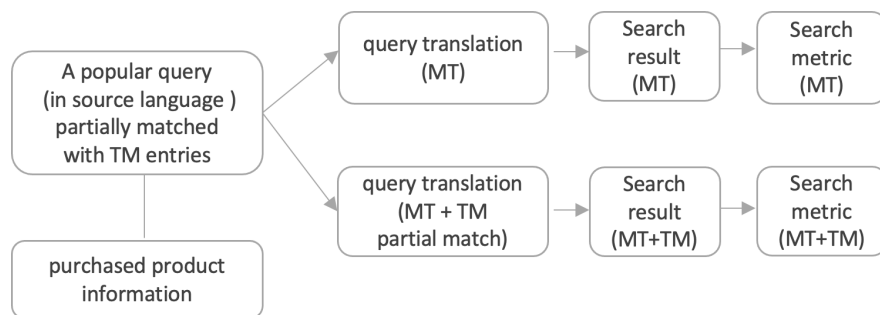 A popular query
(in source language )
partially matched
with TM entries
purchased product
information
query translation
(MT)
Search
result
(MT)
Search
metric
(MT)
query translation
(MT + TM
partial match)
Search
result
(MT+TM)
Search
metric
(MT+TM)